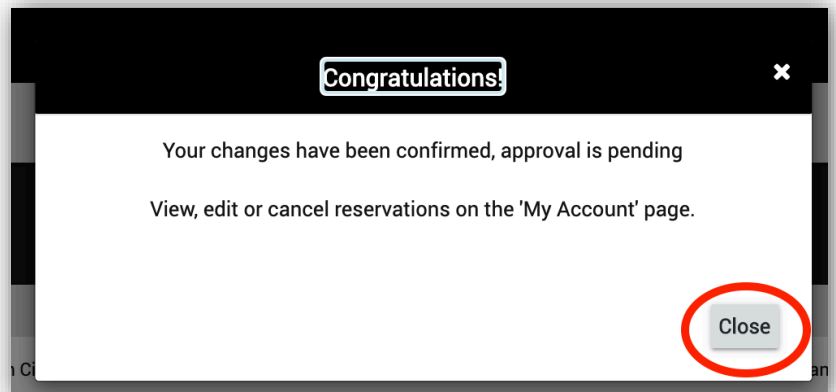 Congratulations!
Your changes have been confirmed, approval is pending
View, edit or cancel reservations on the 'My Account' page.
Close